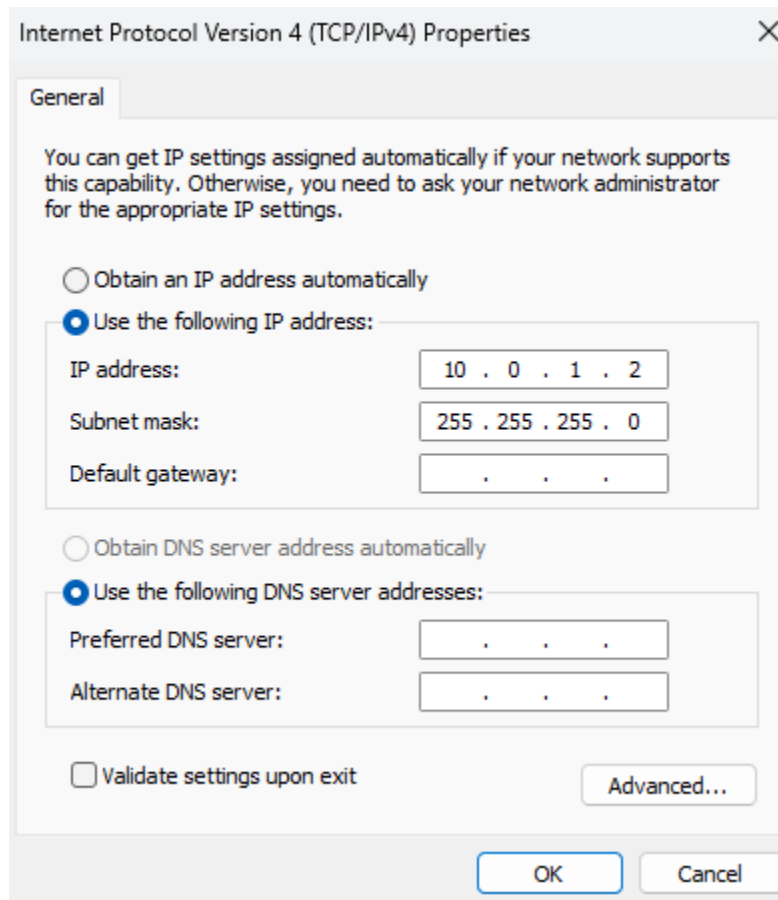 Internet Protocol Version 4 (TCP/IPv4) Properties
General
You can get IP settings assigned automatically if your network supports
this capability. Otherwise, you need to ask your network administrator
for the appropriate IP settings.
Obtain an IP address automatically
Use the following IP address:
IP address: 10 . 0 . 1 . 2
Subnet mask: 255 . 255 . 255 . 0
Default gateway: . . .
Obtain DNS server address automatically
Use the following DNS server addresses:
Preferred DNS server: . . .
Alternate DNS server: . . .
Validate settings upon exit
Advanced...
OK Cancel